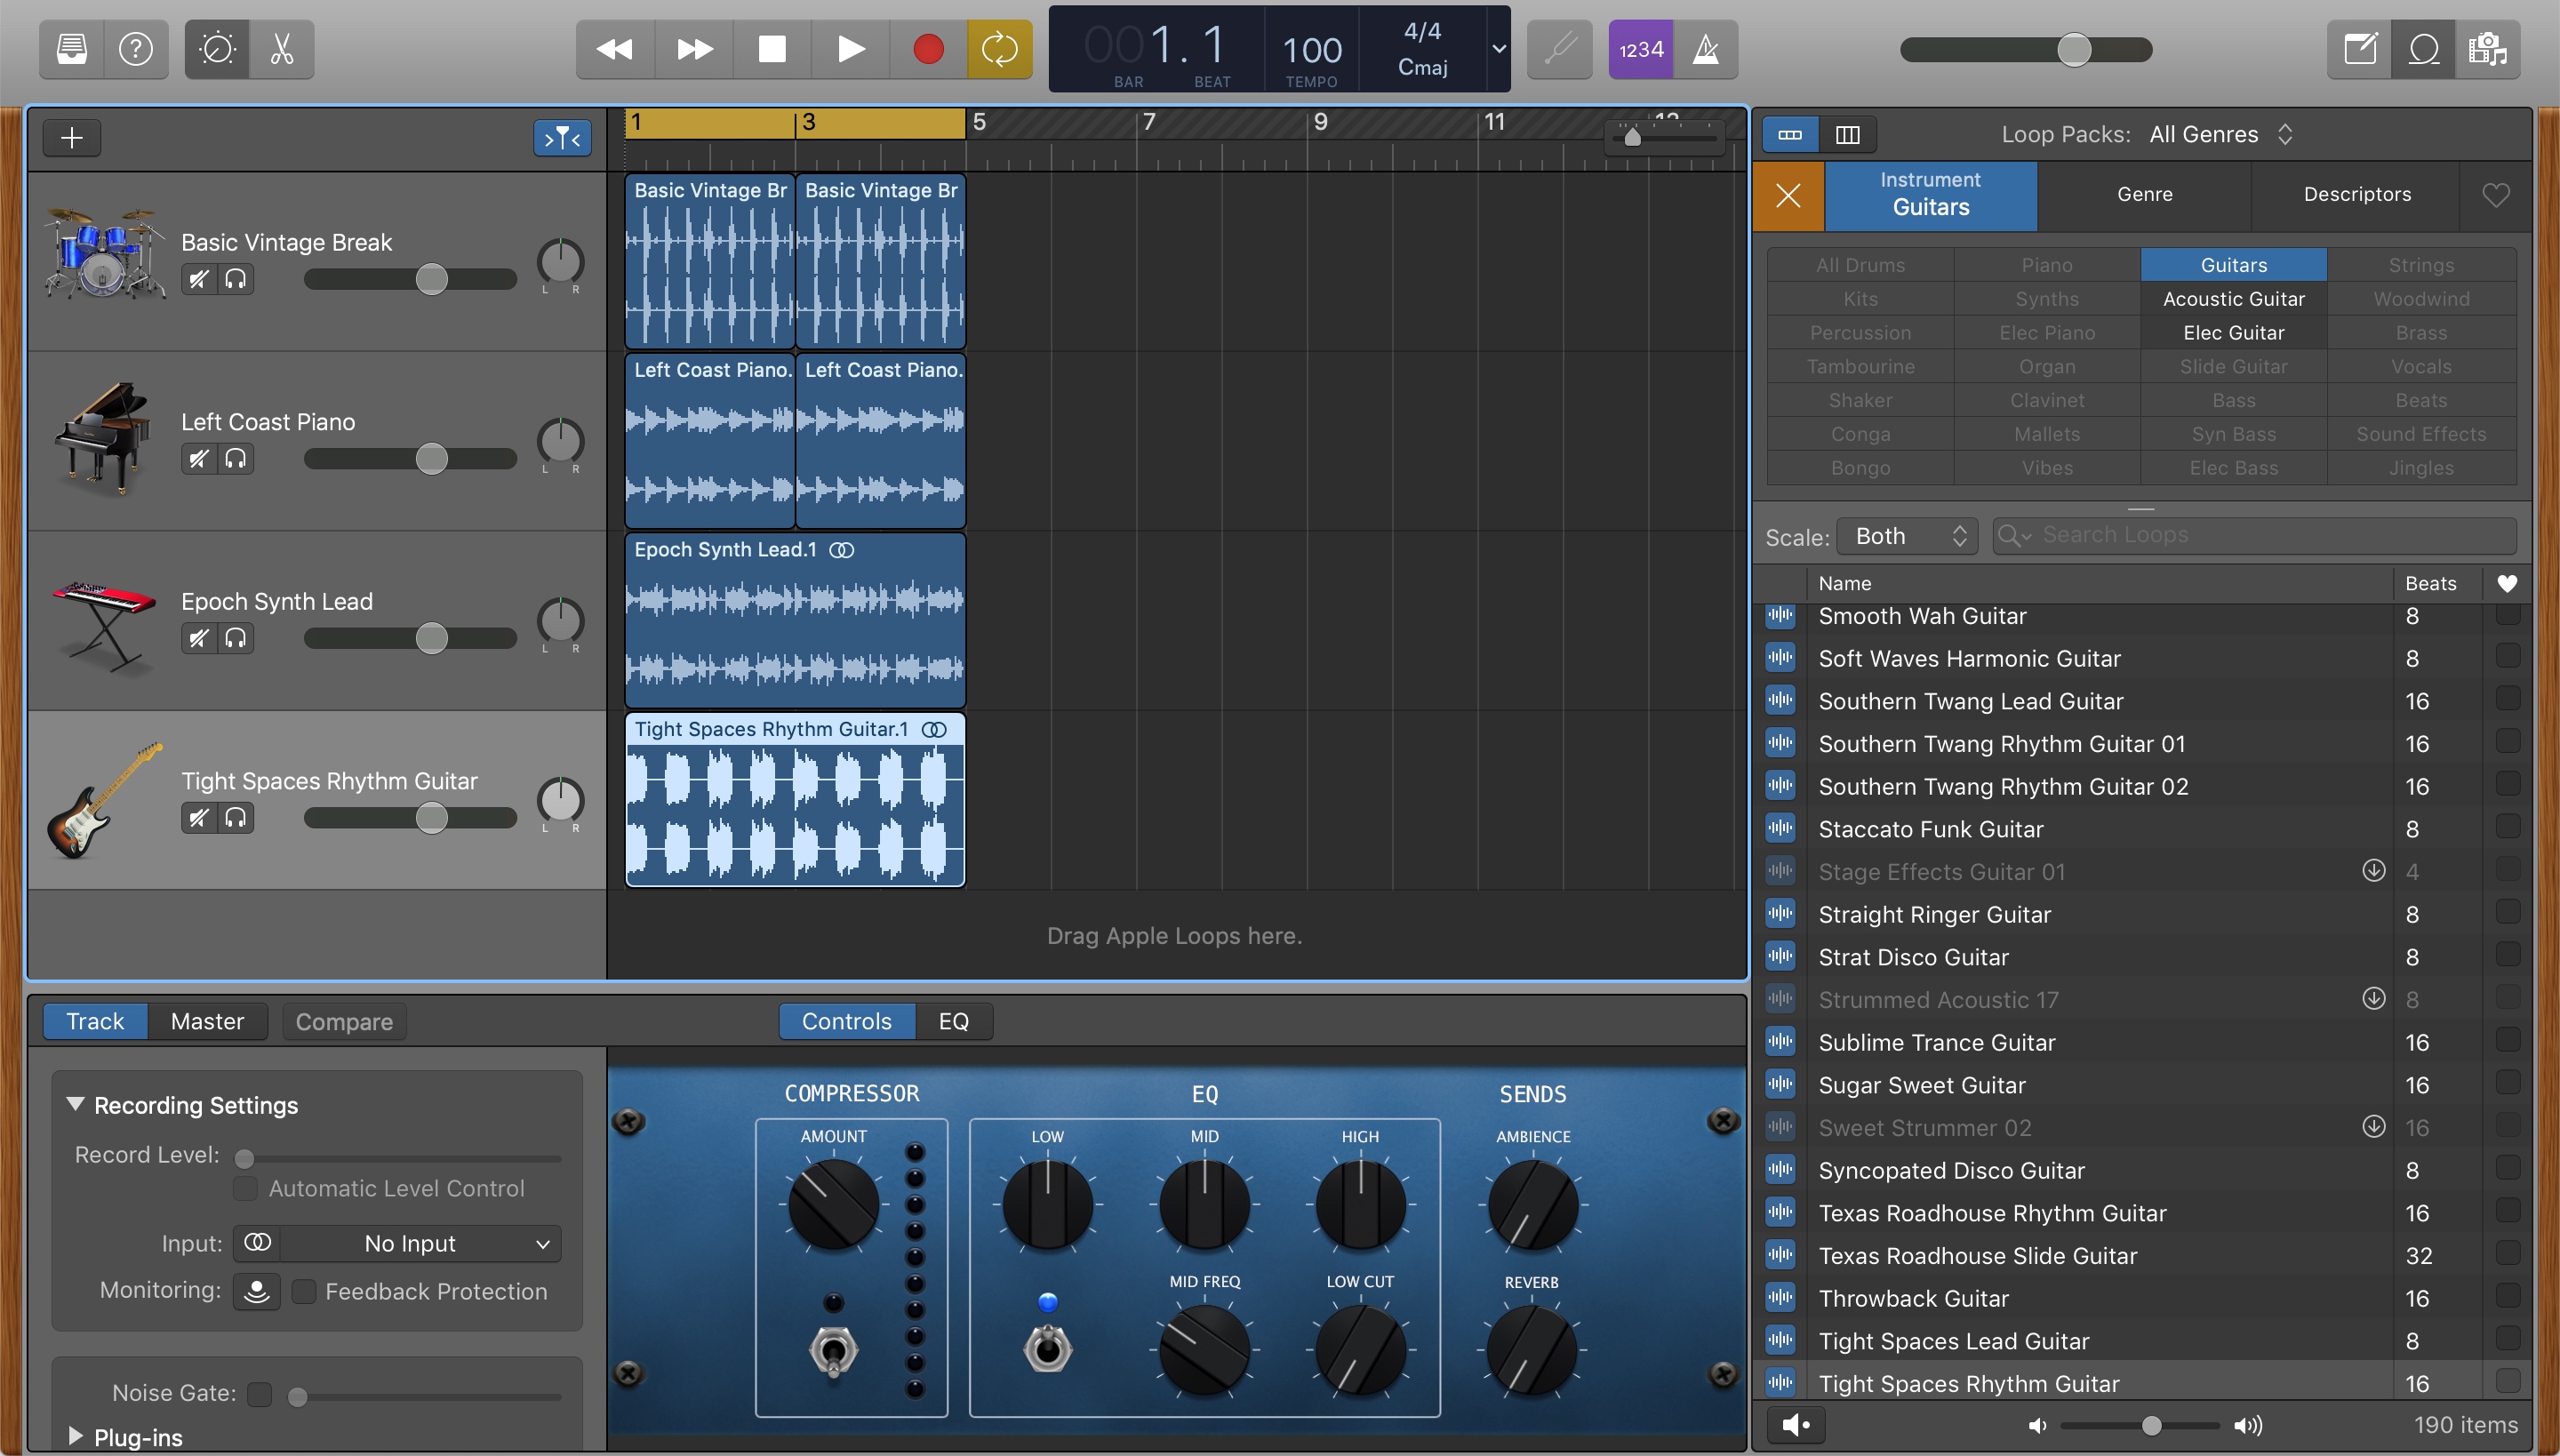 001. 1
BAR BEAT
100
TEMPO
4/4
Cmaj
1234
1 3 5 7 9 11
Loop Packs: All Genres
Instrument
Guitars
Genre
Descriptors
All Drums Piano Guitars Strings
Kits Synths Acoustic Guitar Woodwind
Percussion Elec Piano Elec Guitar Brass
Tambourine Organ Slide Guitar Vocals
Shaker Clavinet Bass Beats
Conga Mallets Syn Bass Sound Effects
Bongo Vibes Elec Bass Jingles
Scale: Both Search Loops
Name Beats
Smooth Wah Guitar 8
Soft Waves Harmonic Guitar 8
Southern Twang Lead Guitar 16
Southern Twang Rhythm Guitar 01 16
Southern Twang Rhythm Guitar 02 16
Staccato Funk Guitar 8
Stage Effects Guitar 01 4
Straight Ringer Guitar 8
Strat Disco Guitar 8
Strummed Acoustic 17 8
Sublime Trance Guitar 16
Sugar Sweet Guitar 16
Sweet Strummer 02 16
Syncopated Disco Guitar 8
Texas Roadhouse Rhythm Guitar 16
Texas Roadhouse Slide Guitar 32
Throwback Guitar 16
Tight Spaces Lead Guitar 8
Tight Spaces Rhythm Guitar 16
190 items
Basic Vintage Break
L R
Basic Vintage Br Basic Vintage Br
Left Coast Piano
L R
Left Coast Piano. Left Coast Piano.
Epoch Synth Lead
L R
Epoch Synth Lead.1
Tight Spaces Rhythm Guitar
L R
Tight Spaces Rhythm Guitar.1
Drag Apple Loops here.
Track Master Compare Controls EQ
Recording Settings
Record Level:
Automatic Level Control
Input: No Input
Monitoring: Feedback Protection
Noise Gate:
Plug-ins
COMPRESSOR EQ SENDS
AMOUNT LOW MID HIGH AMBIENCE
MID FREQ LOW CUT REVERB